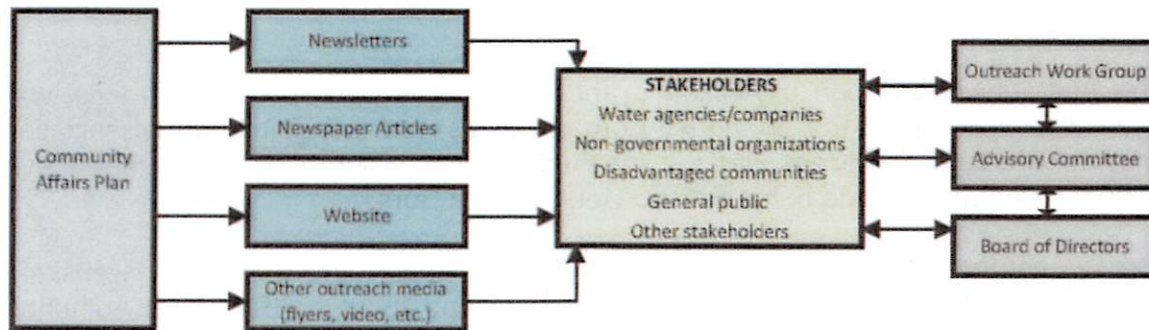 Community
Affairs Plan
Newsletters
Newspaper Articles
Website
Other outreach media
(flyers, video, etc.)
STAKEHOLDERS
Water agencies/companies
Non-governmental organizations
Disadvantaged communities
General public
Other stakeholders
Outreach Work Group
Advisory Committee
Board of Directors